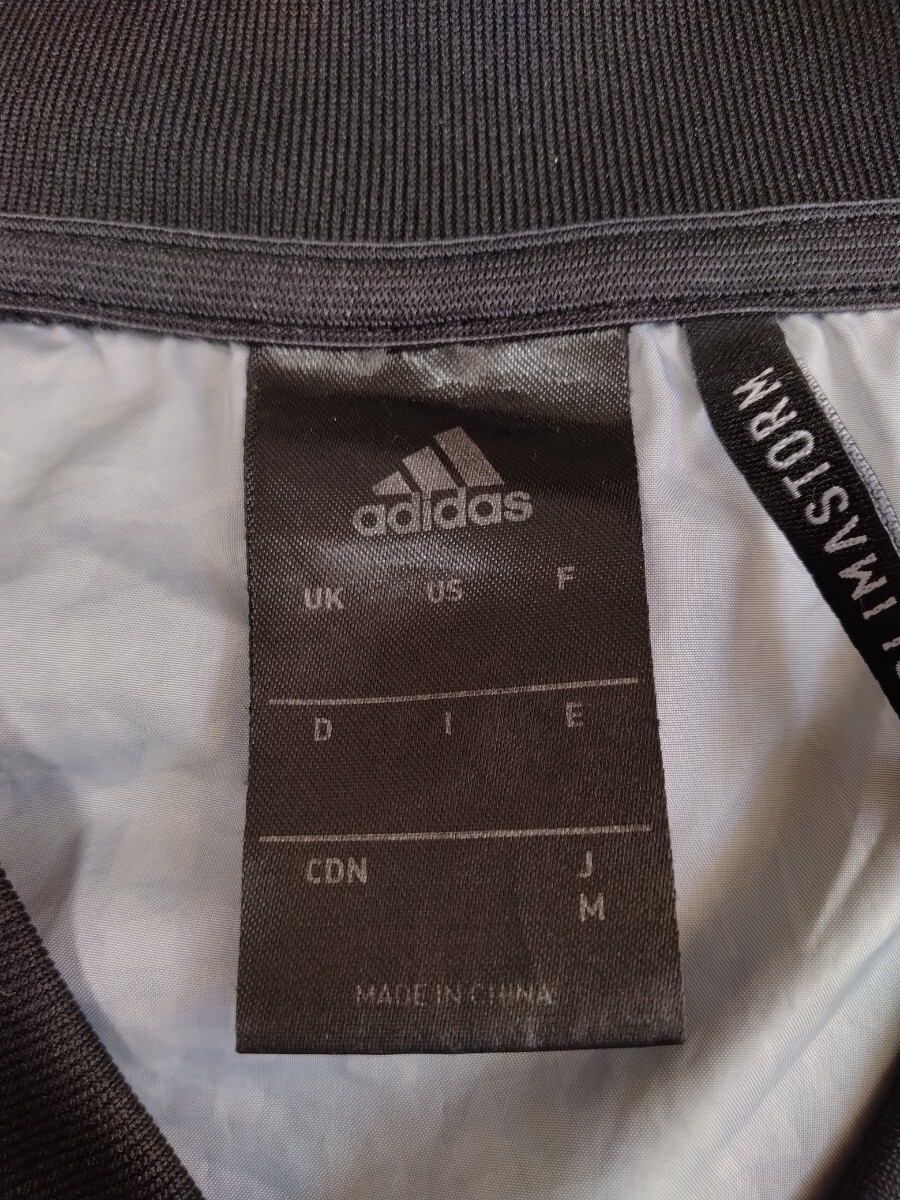 adidas
UK US F
D I E
CDN J
M
MADE IN CHINA
IMASTORM